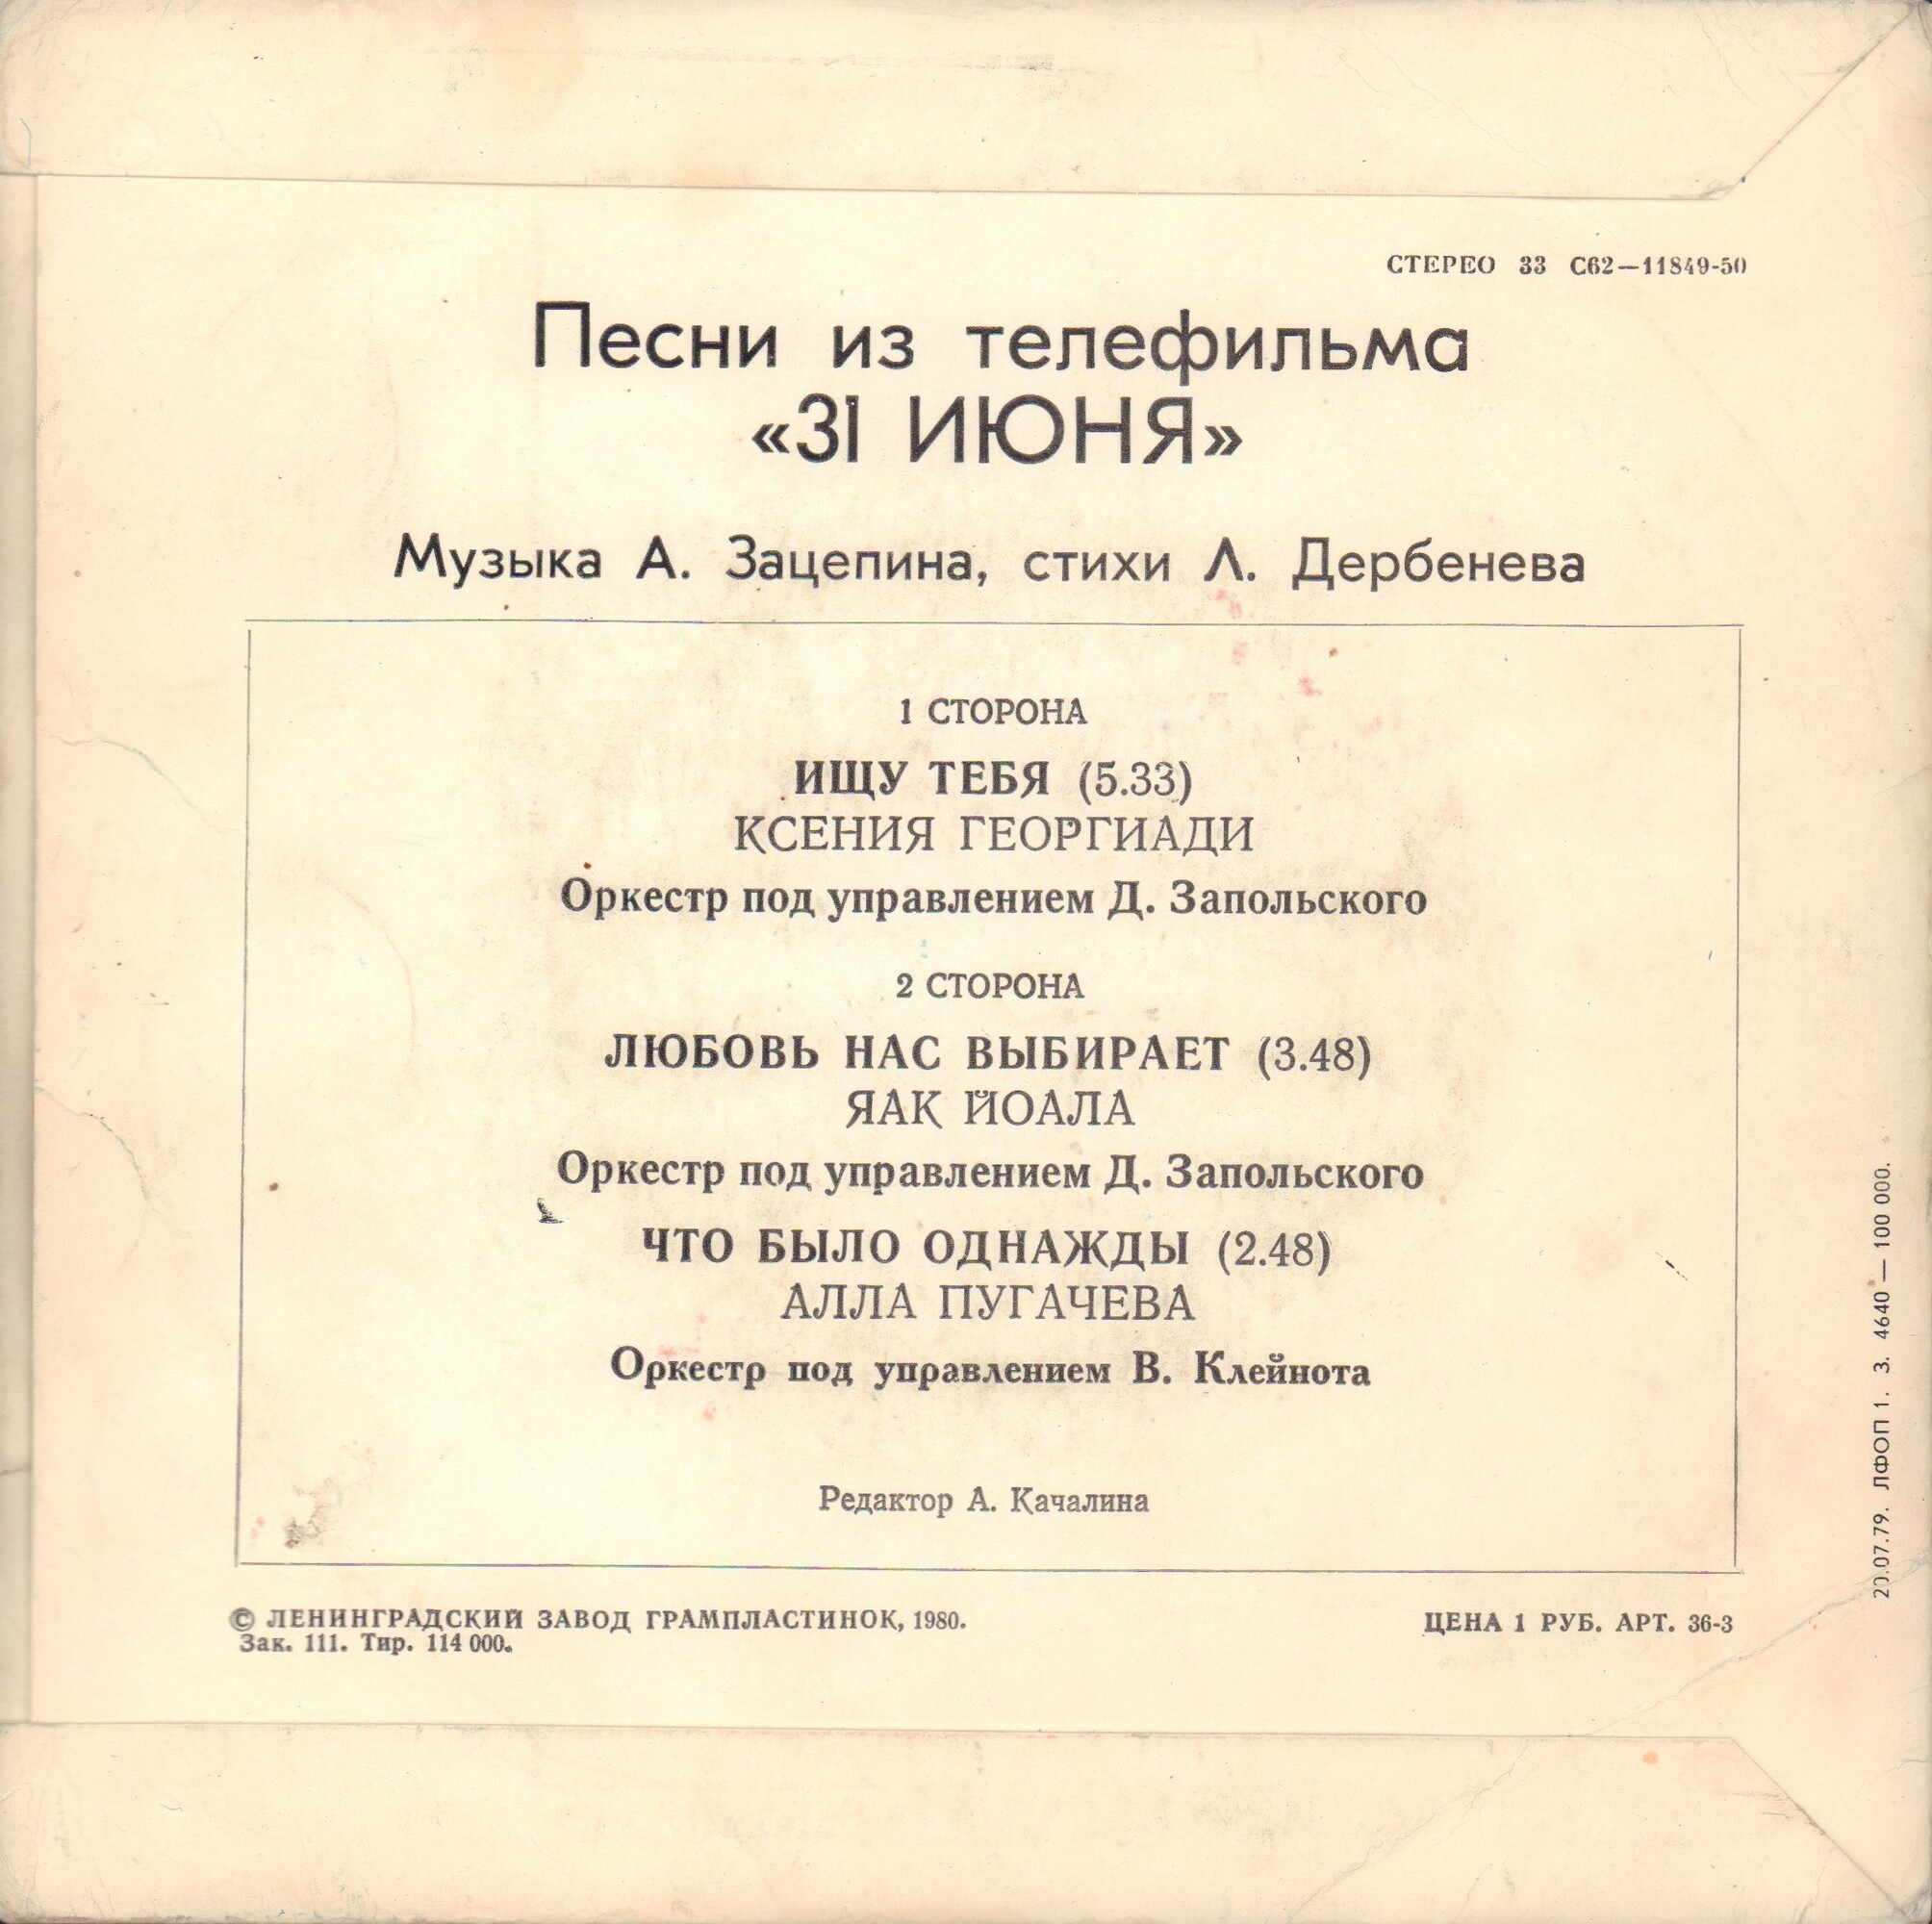 СТЕРЕО 33 С62—11849-50
Песни из телефильма
«31 ИЮНЯ»
Музыка А. Зацепина, стихи Л. Дербенева
1 СТОРОНА
ИЩУ ТЕБЯ (5.33)
КСЕНИЯ ГЕОРГИАДИ
Оркестр под управлением Д. Запольского
2 СТОРОНА
ЛЮБОВЬ НАС ВЫБИРАЕТ (3.48)
ЯАК ЙОАЛА
Оркестр под управлением Д. Запольского
ЧТО БЫЛО ОДНАЖДЫ (2.48)
АЛЛА ПУГАЧЕВА
Оркестр под управлением В. Клейнота
Редактор А. Качалина
© ЛЕНИНГРАДСКИЙ ЗАВОД ГРАМПЛАСТИНОК, 1980.
Зак. 111. Тир. 114 000.
ЦЕНА 1 РУБ. АРТ. 36-3
20.07.79. ЛФОП 1. З. 4640 — 100 000.